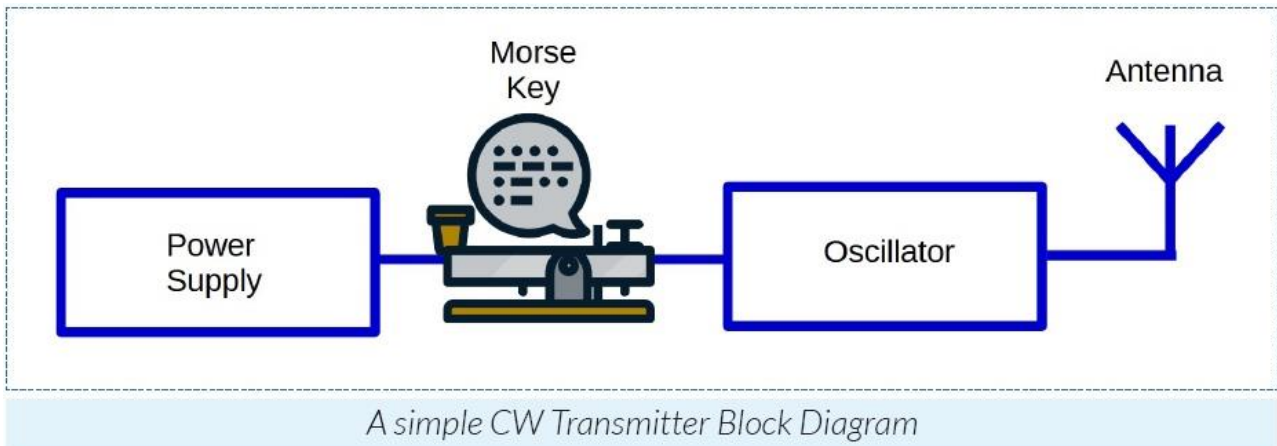 Morse
Key
Antenna
Power
Supply
Oscillator
A simple CW Transmitter Block Diagram